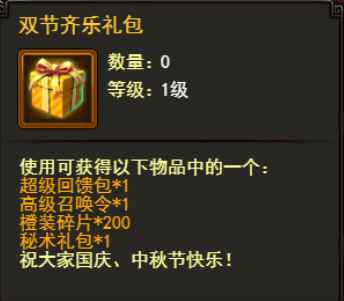 双节齐乐礼包
数量：0
等级：1级
使用可获得以下物品中的一个：
超级回馈包*1
高级召唤令*1
橙装碎片*200
秘术礼包*1
祝大家国庆、中秋节快乐！